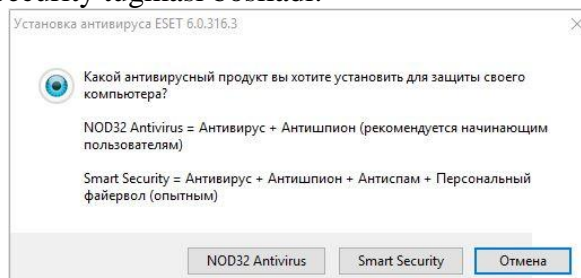 Установка антивируса ESET 6.0.316.3
Какой антивирусный продукт вы хотите установить для защиты своего
компьютера?
NOD32 Antivirus = Антивирус + Антишпион (рекомендуется начинающим
пользователям)
Smart Security = Антивирус + Антишпион + Антиспам + Персональный
файервол (опытным)
NOD32 Antivirus Smart Security Отмена